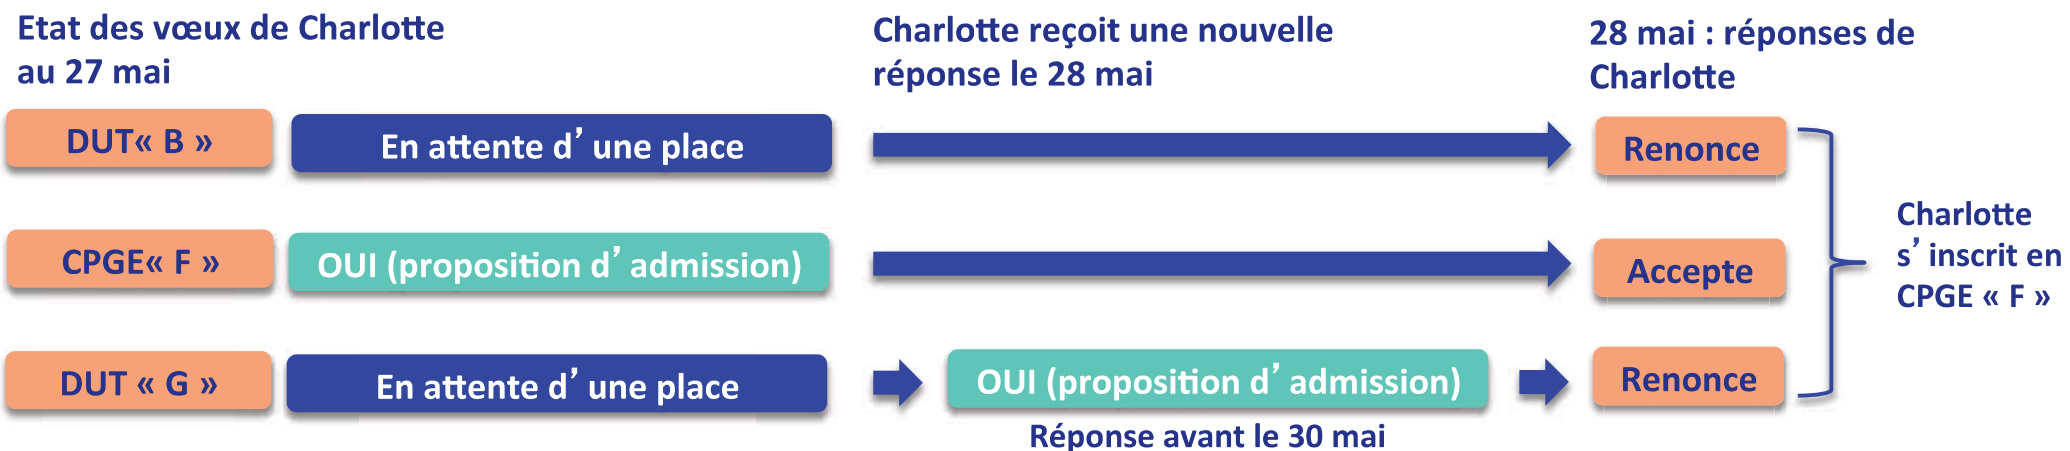 Etat des vœux de Charlotte
au 27 mai
Charlotte reçoit une nouvelle
réponse le 28 mai
28 mai : réponses de
Charlotte
DUT« B »
En attente d’ une place
Renonce
CPGE« F »
OUI (proposition d’ admission)
Accepte
DUT « G »
En attente d’ une place
OUI (proposition d’ admission)
Renonce
Réponse avant le 30 mai
Charlotte
s’ inscrit en
CPGE « F »